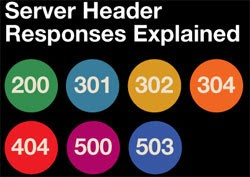 Server Header
Responses Explained
200 301 302 304
404 500 503